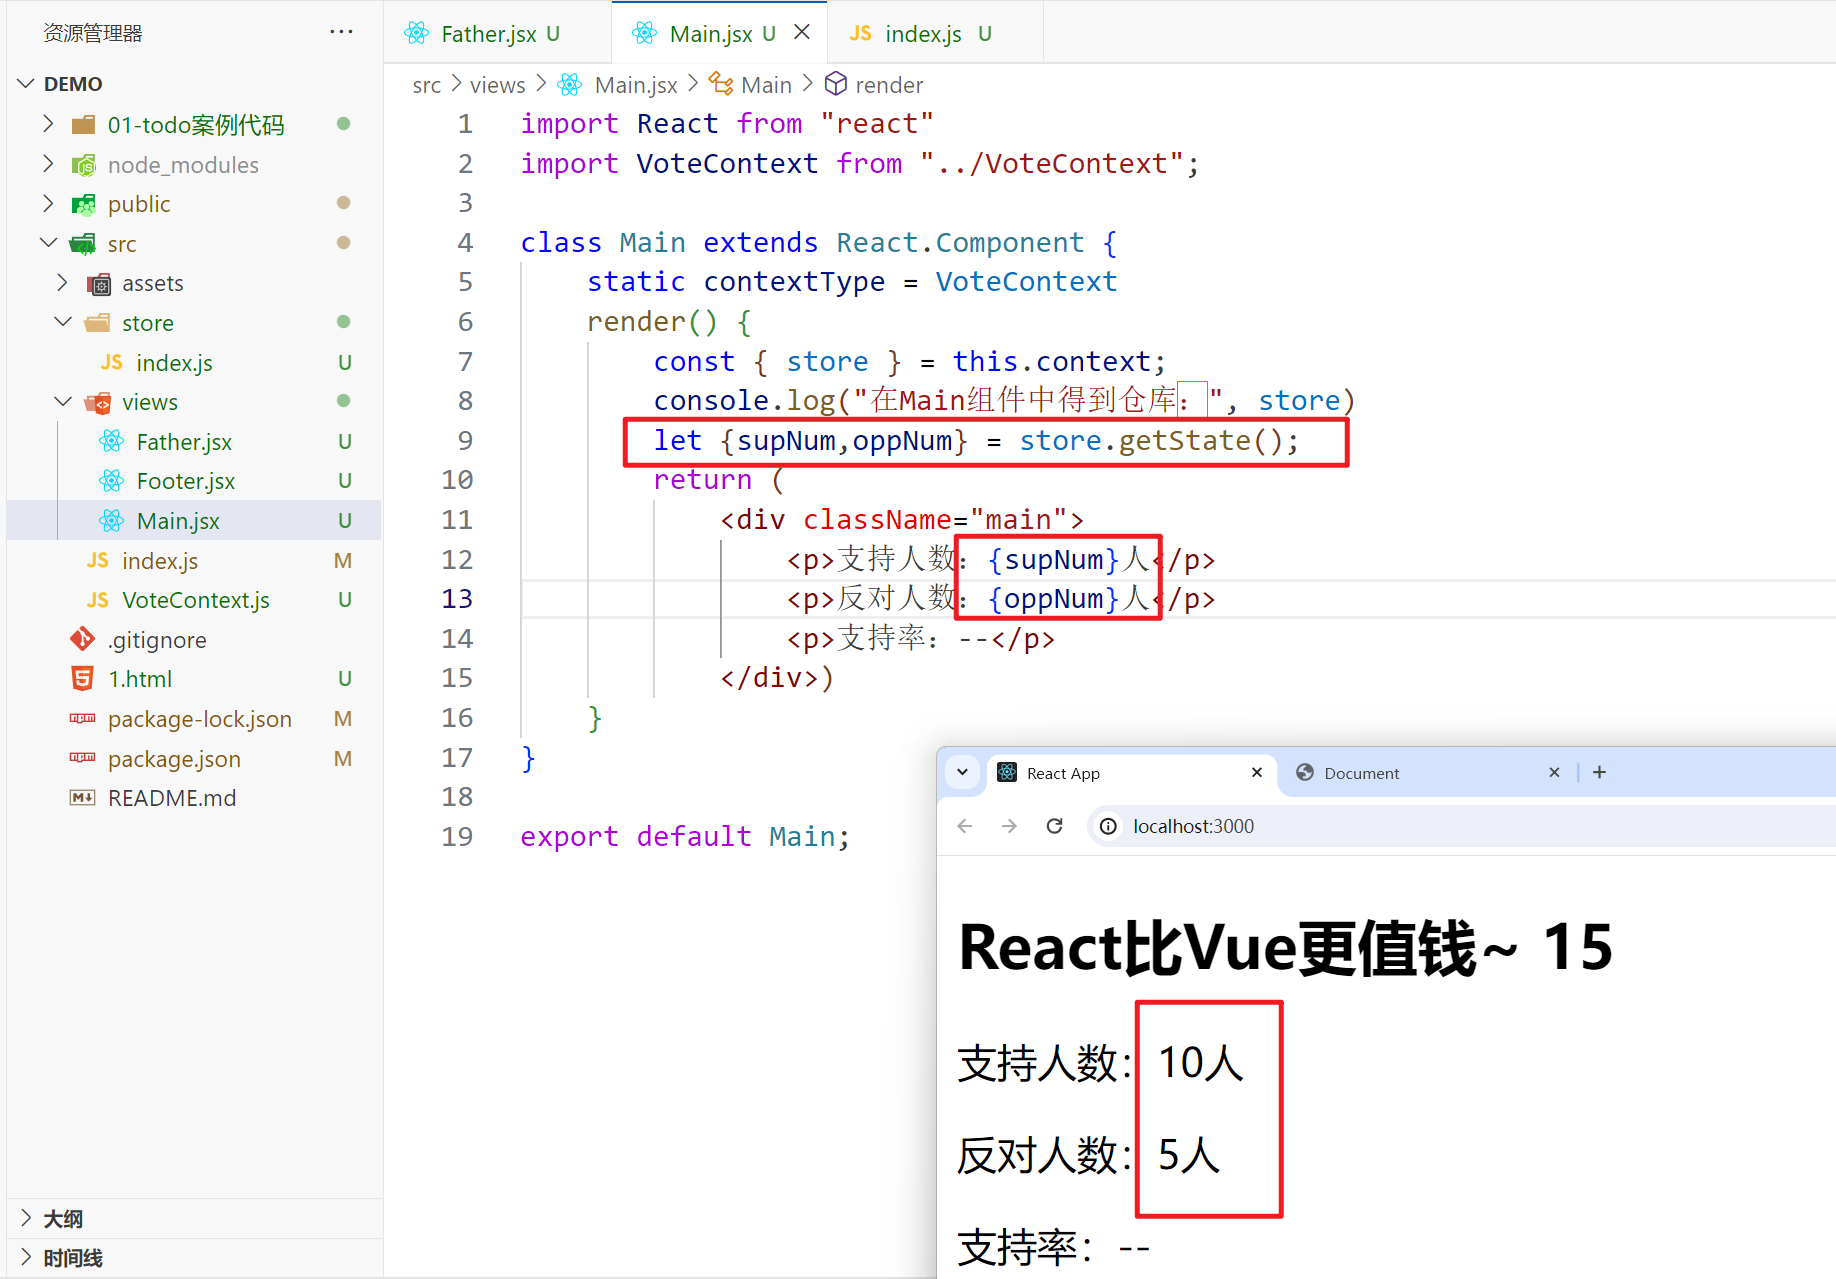 资源管理器
DEMO
01-todo案例代码
node_modules
public
src
assets
store
JS index.js U
views
Father.jsx U
Footer.jsx U
Main.jsx U
JS index.js M
JS VoteContext.js U
.gitignore
1.html U
package-lock.json M
package.json M
README.md
大纲
时间线
Father.jsx U
Main.jsx U
JS index.js U
src > views > Main.jsx > Main > render
1 import React from "react"
2 import VoteContext from "../VoteContext";
3
4 class Main extends React.Component {
5 static contextType = VoteContext
6 render() {
7 const { store } = this.context;
8 console.log("在Main组件中得到仓库：", store)
9 let {supNum,oppNum} = store.getState();
10 return (
11 <div className="main">
12 <p>支持人数：{supNum}人</p>
13 <p>反对人数：{oppNum}人</p>
14 <p>支持率：--</p>
15 </div>)
16 }
17 }
18
19 export default Main;
React App
Document
localhost:3000
React比Vue更值钱~ 15
支持人数：10人
反对人数：5人
支持率：--